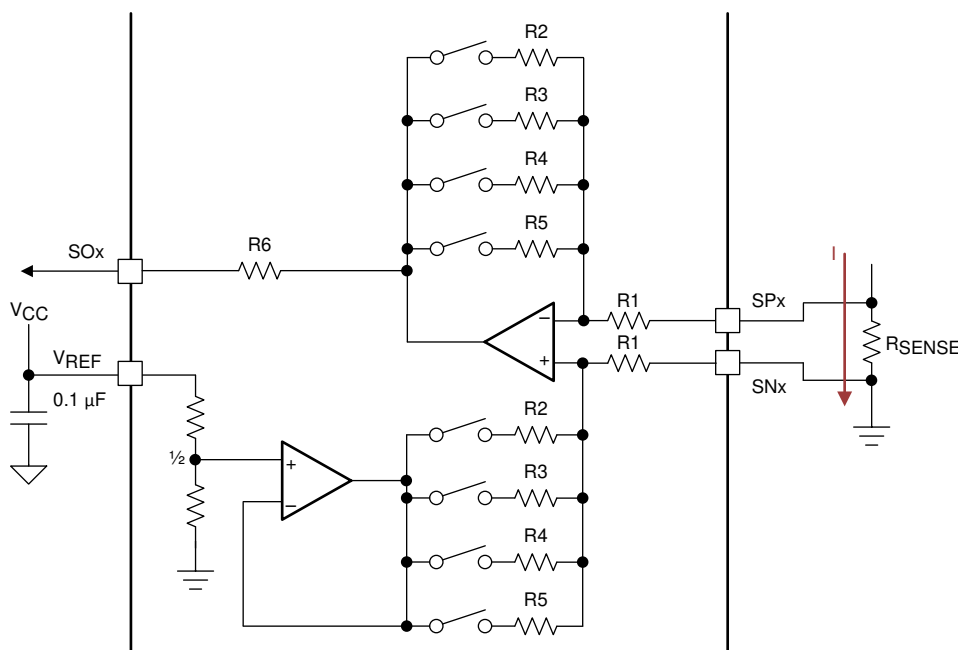 R2
R3
R4
R5
SOx
R6
I
VCC
R1
SPx
−
+
R1
RSENSE
VREF
SNx
0.1 µF
R2
½
+
−
R3
R4
R5